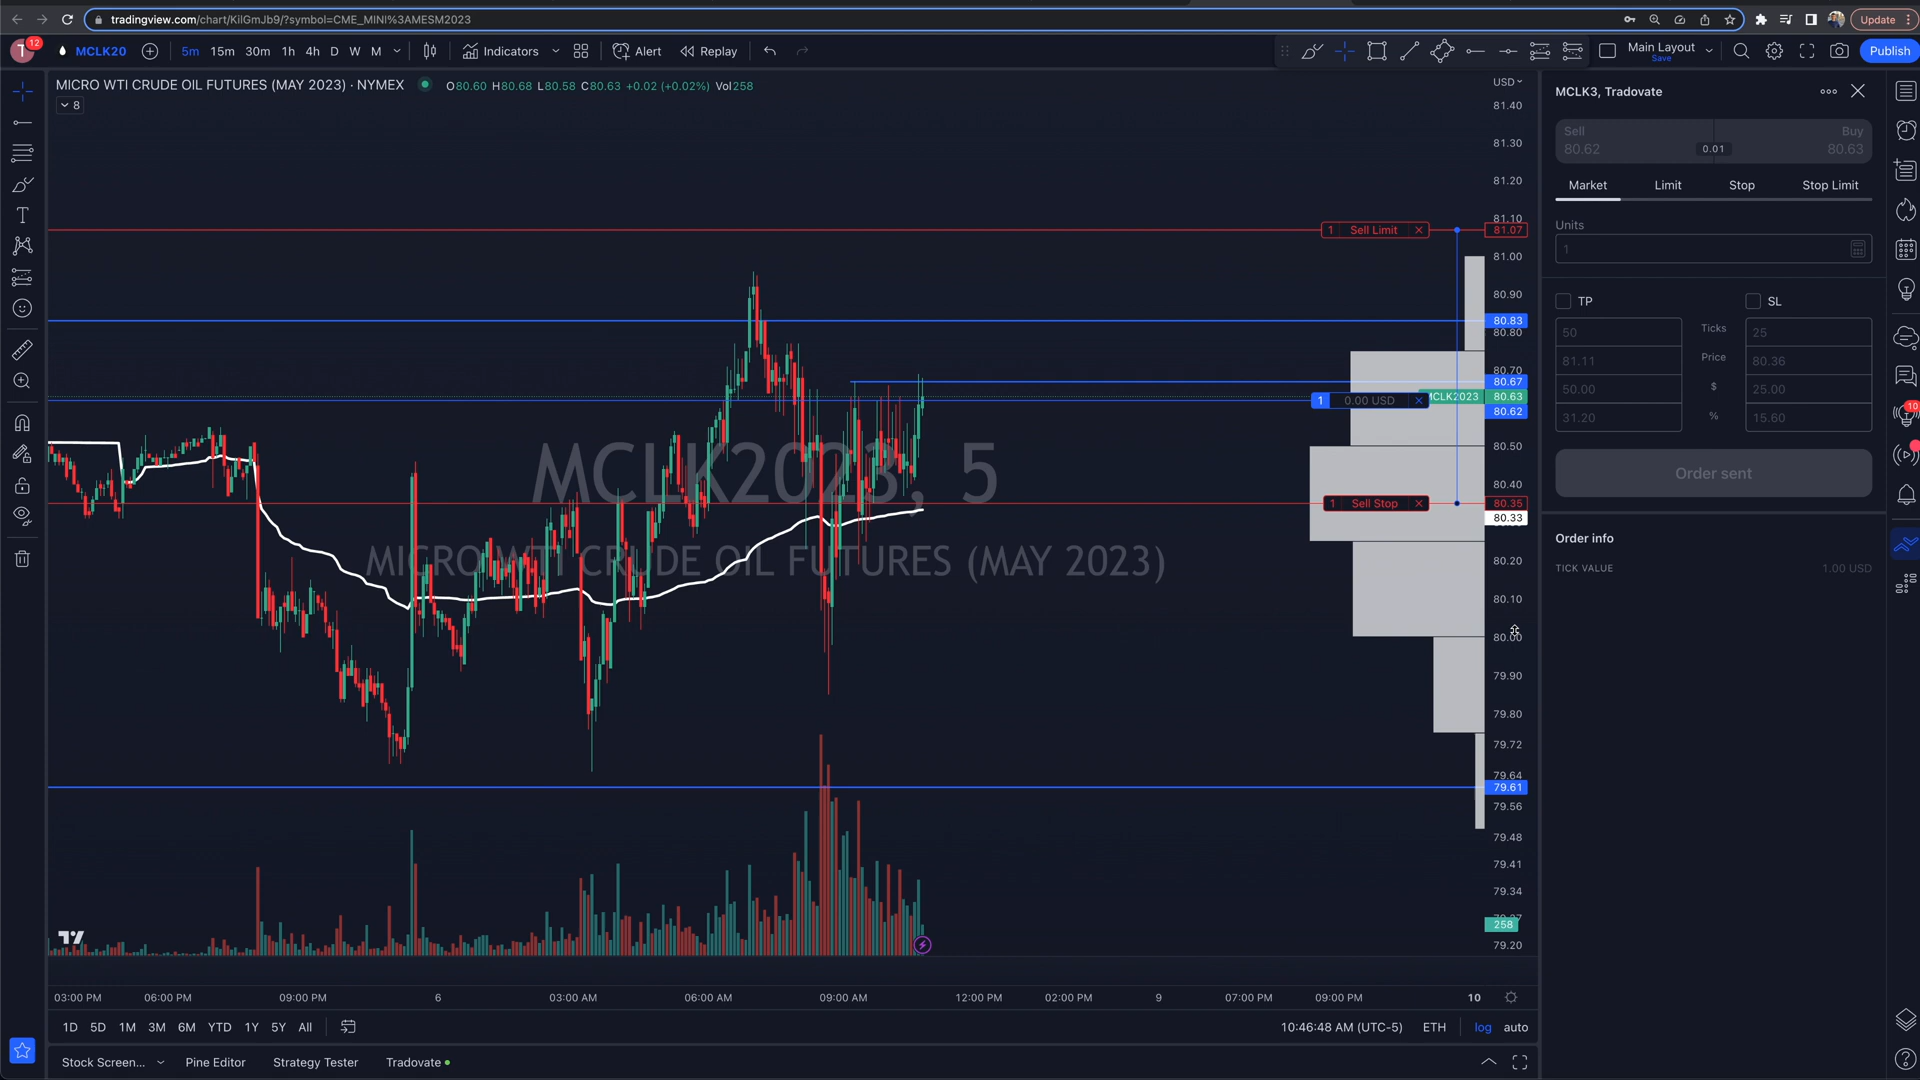 tradingview.com/chart/KilGmJb9/?symbol=CME_MINI%3AMESM2023
Update
T 12 MCLK20 5m 15m 30m 1h 4h D W M Indicators Alert Replay
Main Layout
Save
Publish
MICRO WTI CRUDE OIL FUTURES (MAY 2023) · NYMEX O80.60 H80.68 L80.58 C80.63 +0.02 (+0.02%) Vol258
8
USD
81.40
81.30
81.20
81.10
1 Sell Limit 81.07
81.00
80.90
80.83
80.80
80.70
80.67
MCLK2023 80.63
1 0.00 USD
80.62
80.50
80.40
1 Sell Stop 80.35
80.33
80.20
80.10
80.00
79.90
79.80
79.72
79.64
79.61
79.56
79.48
79.41
79.34
258
79.20
MCLK2023, 5
MICRO WTI CRUDE OIL FUTURES (MAY 2023)
03:00 PM 06:00 PM 09:00 PM 6 03:00 AM 06:00 AM 09:00 AM 12:00 PM 02:00 PM 9 07:00 PM 09:00 PM 10
1D 5D 1M 3M 6M YTD 1Y 5Y All
10:46:48 AM (UTC-5) ETH log auto
Stock Screen... Pine Editor Strategy Tester Tradovate
MCLK3, Tradovate
Sell Buy
80.62 0.01 80.63
Market Limit Stop Stop Limit
Units
1
TP SL
50 Ticks 25
81.11 Price 80.36
50.00 $ 25.00
31.20 % 15.60
Order sent
Order info
TICK VALUE 1.00 USD
10